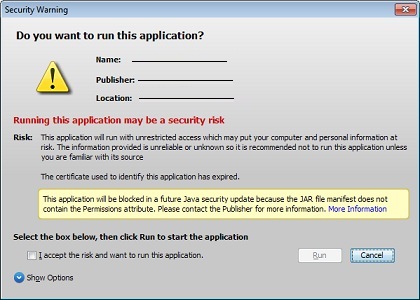 Security Warning
Do you want to run this application?
Name:
Publisher:
Location:
Running this application may be a security risk
Risk: This application will run with unrestricted access which may put your computer and personal information at
risk. The information provided is unreliable or unknown so it is recommended not to run this application unless
you are familiar with its source
The certificate used to identify this application has expired.
This application will be blocked in a future Java security update because the JAR file manifest does not
contain the Permissions attribute. Please contact the Publisher for more information. More Information
Select the box below, then click Run to start the application
I accept the risk and want to run this application.
Run
Cancel
Show Options